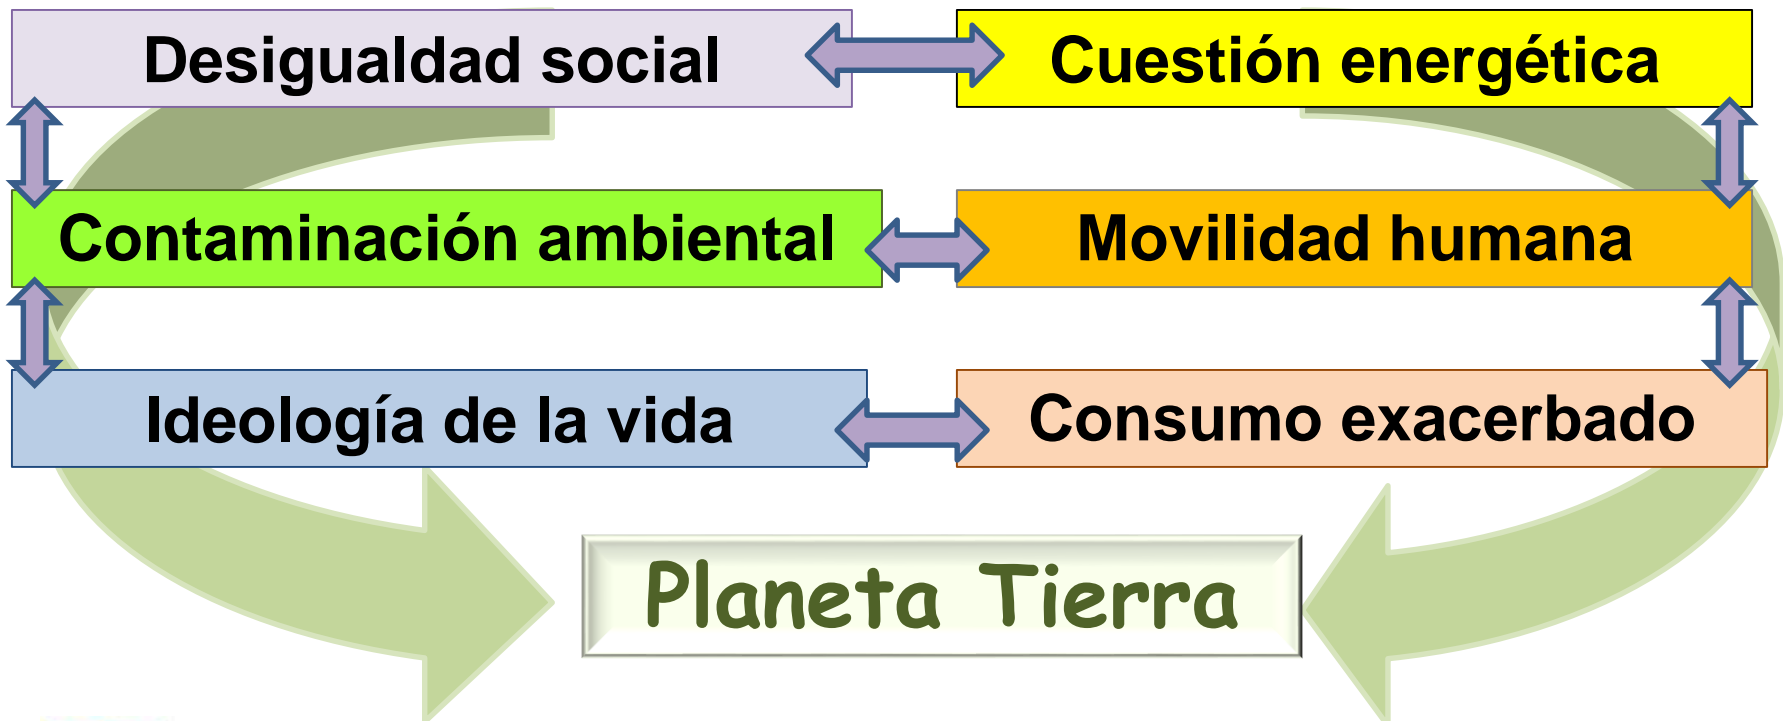 Desigualdad social
Cuestión energética
Contaminación ambiental
Movilidad humana
Ideología de la vida
Consumo exacerbado
Planeta Tierra